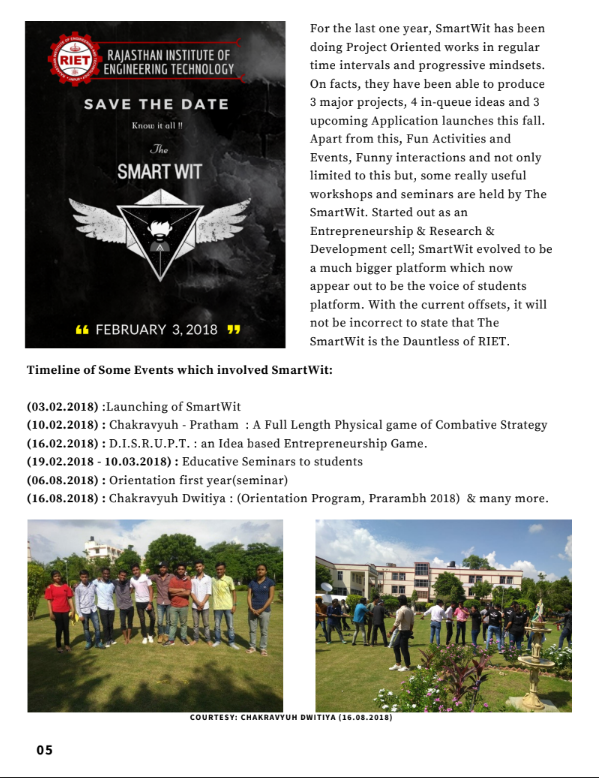 RIET
RAJASTHAN INSTITUTE OF
ENGINEERING TECHNOLOGY
SAVE THE DATE
Know it all !!
The
SMART WIT
FEBRUARY 3, 2018
For the last one year, SmartWit has been
doing Project Oriented works in regular
time intervals and progressive mindsets.
On facts, they have been able to produce
3 major projects, 4 in-queue ideas and 3
upcoming Application launches this fall.
Apart from this, Fun Activities and
Events, Funny interactions and not only
limited to this but, some really useful
workshops and seminars are held by The
SmartWit. Started out as an
Entrepreneurship & Research &
Development cell; SmartWit evolved to be
a much bigger platform which now
appear out to be the voice of students
platform. With the current offsets, it will
not be incorrect to state that The
SmartWit is the Dauntless of RIET.
Timeline of Some Events which involved SmartWit:
(03.02.2018) :Launching of SmartWit
(10.02.2018) : Chakravyuh - Pratham : A Full Length Physical game of Combative Strategy
(16.02.2018) : D.I.S.R.U.P.T. : an Idea based Entrepreneurship Game.
(19.02.2018 - 10.03.2018) : Educative Seminars to students
(06.08.2018) : Orientation first year(seminar)
(16.08.2018) : Chakravyuh Dwitiya : (Orientation Program, Prarambh 2018) & many more.
COURTESY: CHAKRAVYUH DWITIYA (16.08.2018)
05